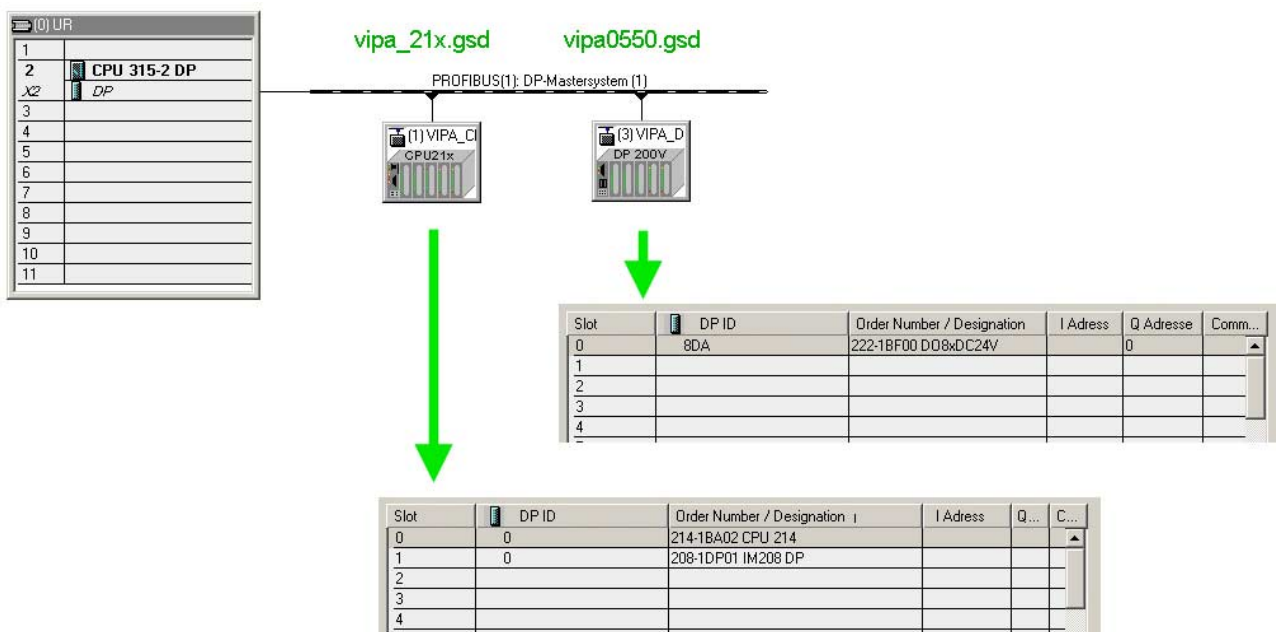 (0) UR
1
2 CPU 315-2 DP
X2 DP
3
4
5
6
7
8
9
10
11
vipa_21x.gsd vipa0550.gsd
PROFIBUS(1): DP-Mastersystem (1)
(1) VIPA_CI
CPU21x
(3) VIPA_D
DP 200V
Slot DP ID Order Number / Designation I Adress Q Adresse Comm...
0 8DA 222-1BF00 DO8xDC24V 0
1
2
3
4
Slot DP ID Order Number / Designation I Adress Q... C...
0 0 214-1BA02 CPU 214
1 0 208-1DP01 IM208 DP
2
3
4